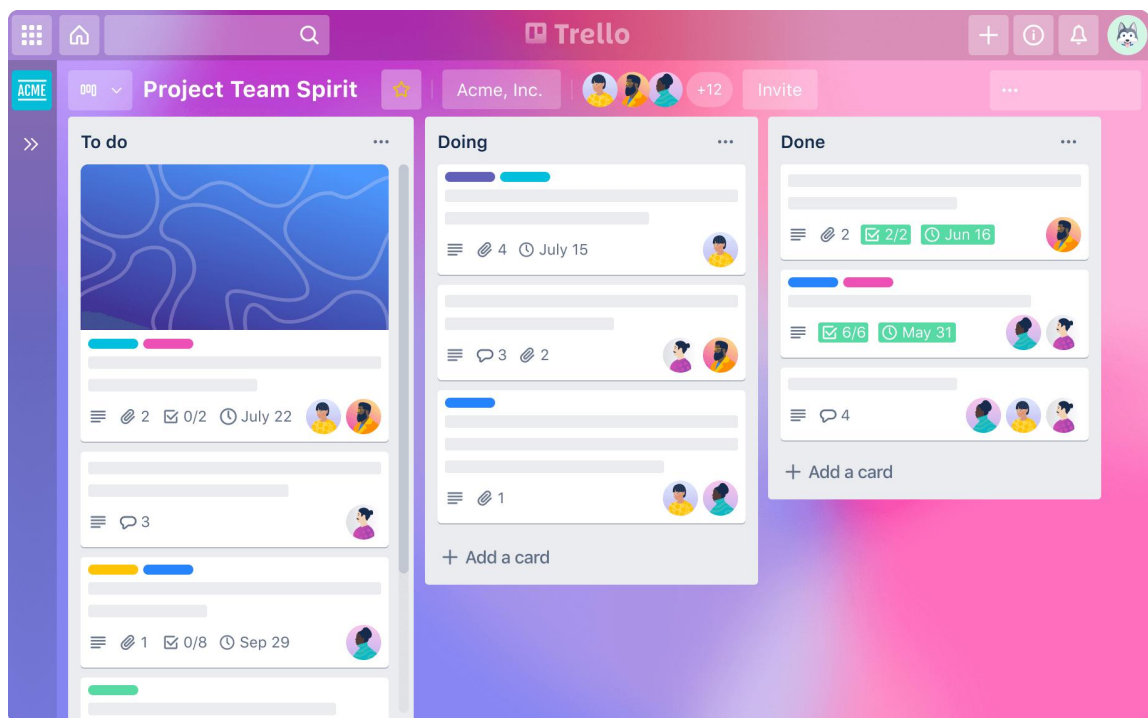 Trello
ACME
Project Team Spirit
Acme, Inc.
+12
Invite
To do
2 0/2 July 22
3
1 0/8 Sep 29
Doing
4 July 15
3 2
1
+ Add a card
Done
2 2/2 Jun 16
6/6 May 31
4
+ Add a card